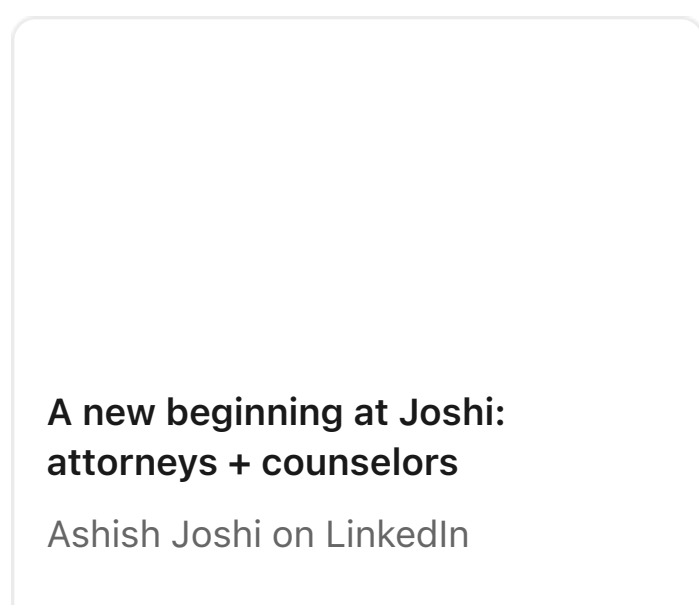 A new beginning at Joshi:
attorneys + counselors
Ashish Joshi on LinkedIn